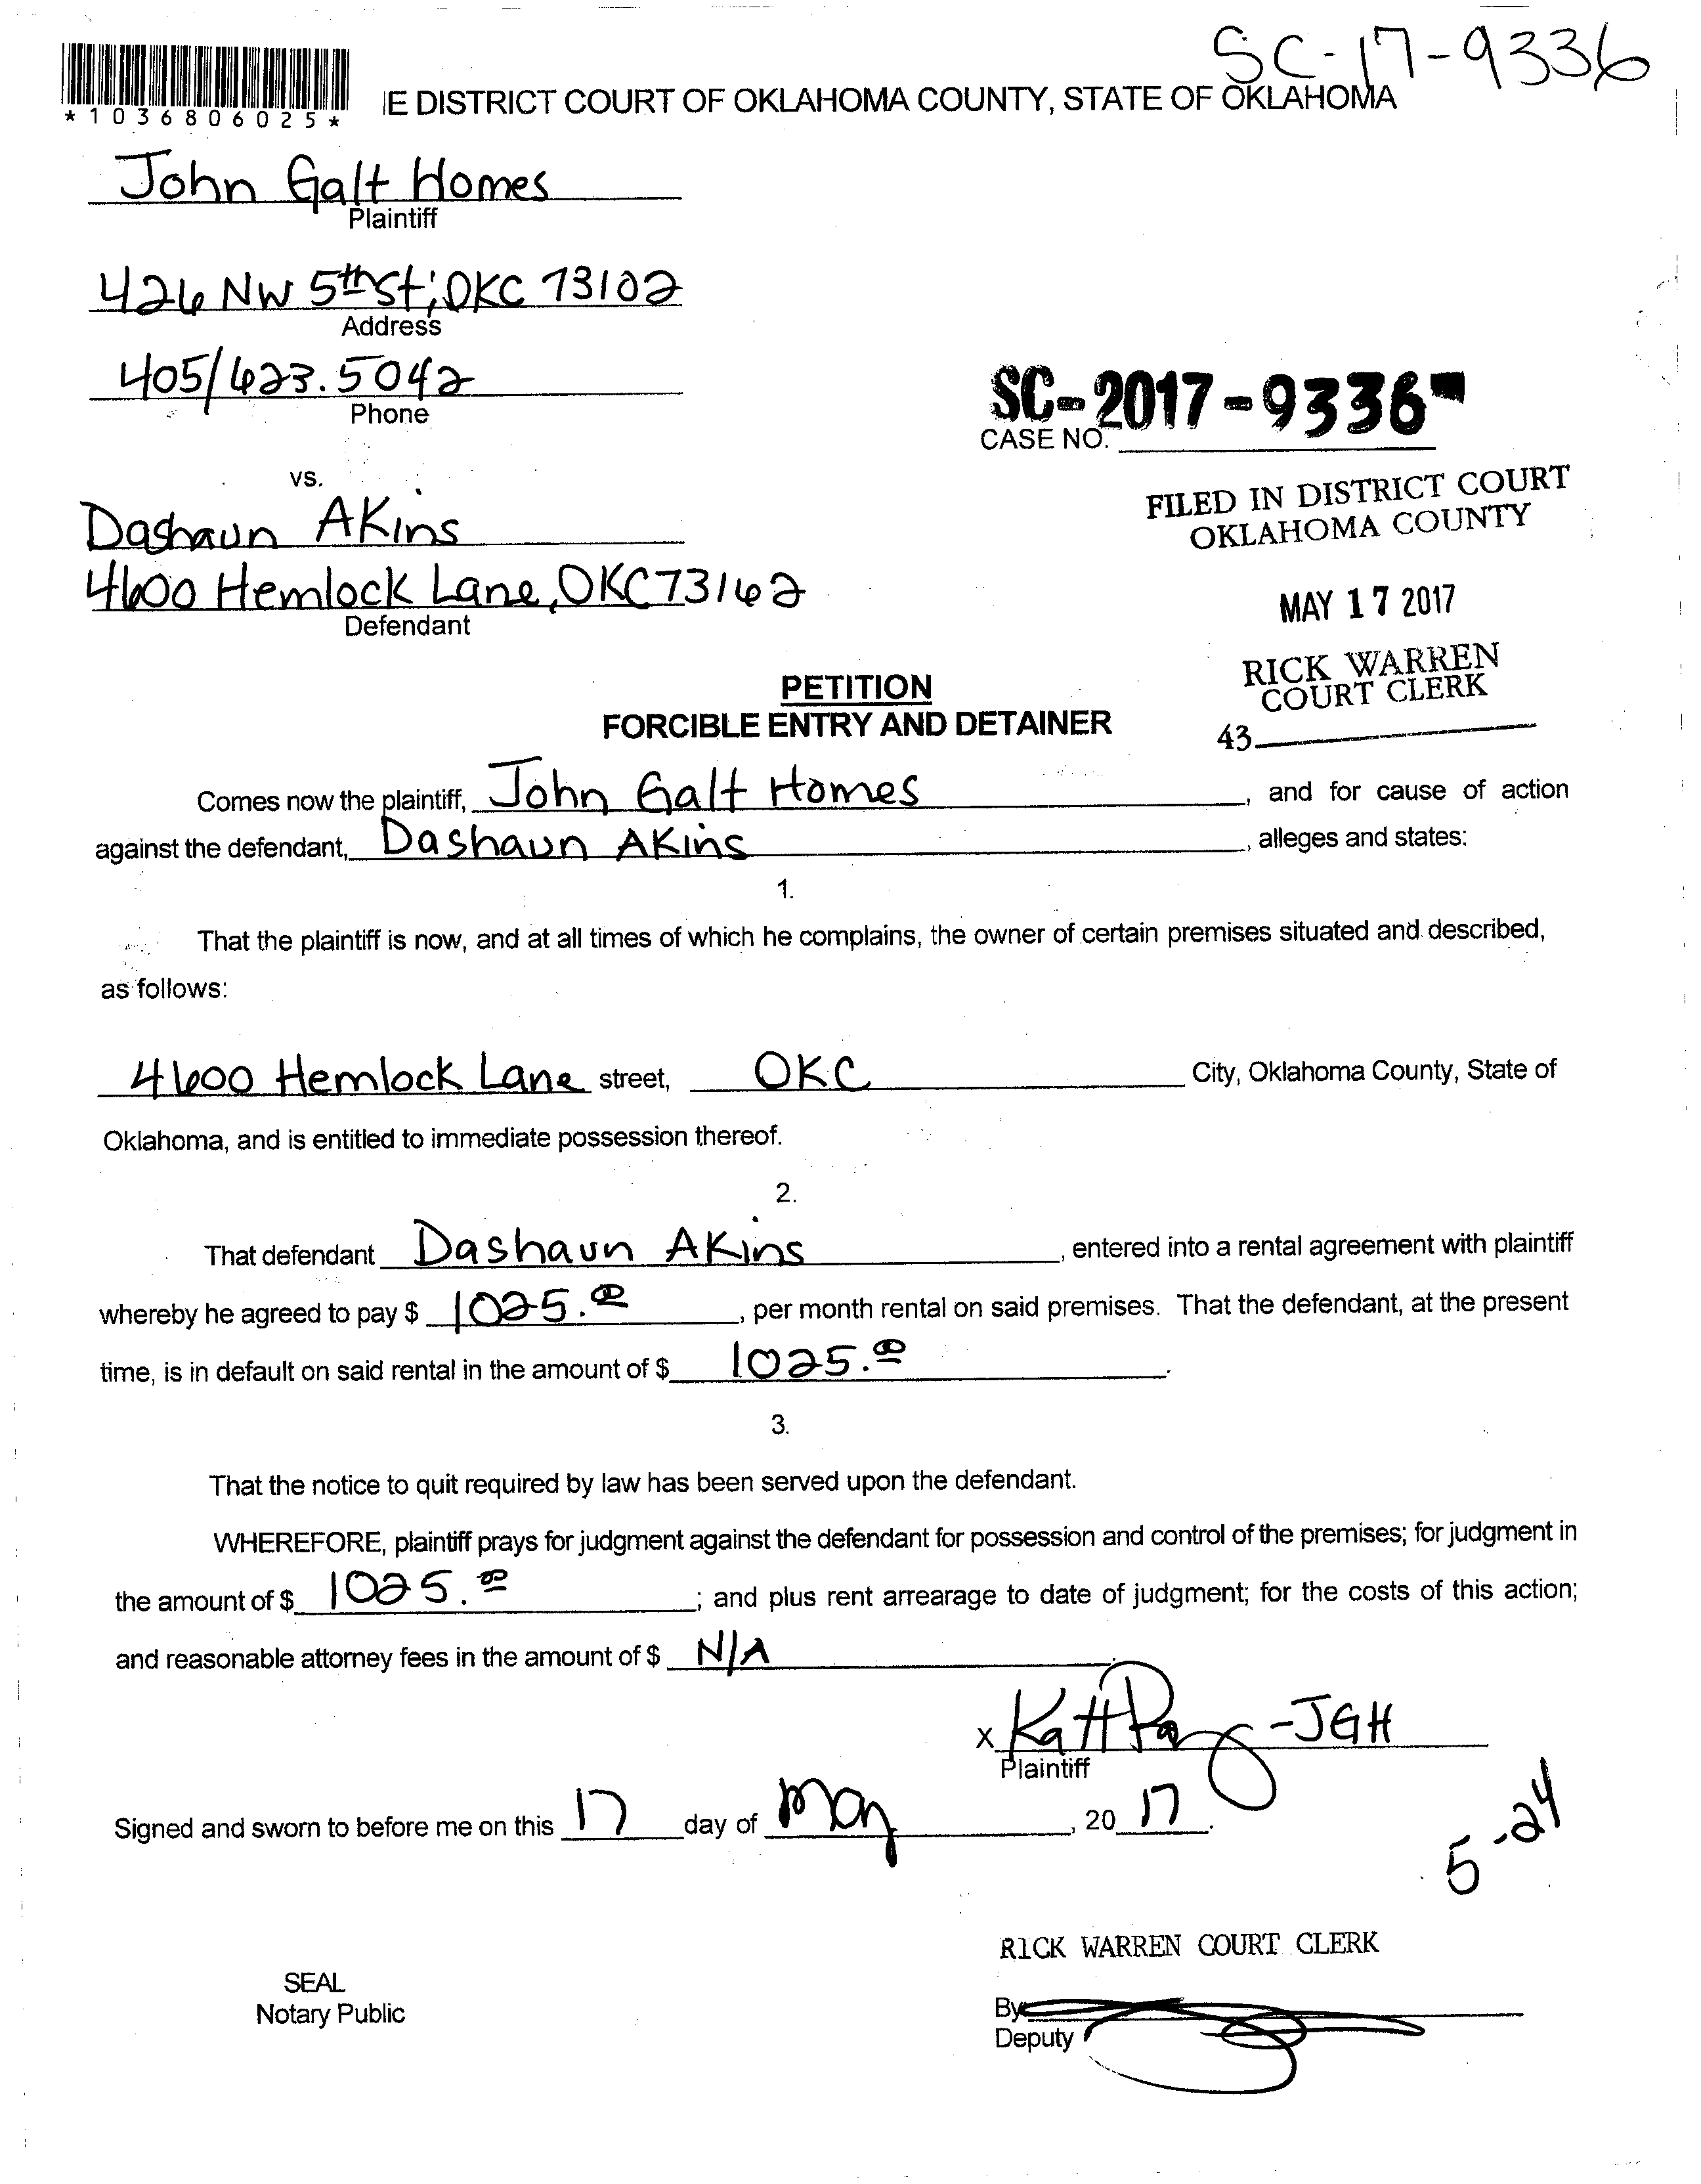 SC-17-9336
*1036806025*
E DISTRICT COURT OF OKLAHOMA COUNTY, STATE OF OKLAHOMA
John Galt Homes
Plaintiff
426 NW 5th St; OKC 73102
Address
405/623.5042
Phone
SC-2017-9336
CASE NO.
vs.
FILED IN DISTRICT COURT
OKLAHOMA COUNTY
Dashaun Akins
4600 Hemlock Lane, OKC 73162
Defendant
MAY 17 2017
RICK WARREN
COURT CLERK
43
PETITION
FORCIBLE ENTRY AND DETAINER
Comes now the plaintiff, John Galt Homes, and for cause of action
against the defendant, Dashaun Akins, alleges and states:
1.
That the plaintiff is now, and at all times of which he complains, the owner of certain premises situated and described,
as follows:
4600 Hemlock Lane street, OKC City, Oklahoma County, State of
Oklahoma, and is entitled to immediate possession thereof.
2.
That defendant Dashaun Akins, entered into a rental agreement with plaintiff
whereby he agreed to pay $ 1025.00, per month rental on said premises. That the defendant, at the present
time, is in default on said rental in the amount of $ 1025.00.
3.
That the notice to quit required by law has been served upon the defendant.
WHEREFORE, plaintiff prays for judgment against the defendant for possession and control of the premises; for judgment in
the amount of $ 1025.00; and plus rent arrearage to date of judgment; for the costs of this action;
and reasonable attorney fees in the amount of $ N/A.
X -JGH
Plaintiff
Signed and sworn to before me on this 17 day of May, 20 17.
5-24
RICK WARREN COURT CLERK
SEAL
Notary Public
By
Deputy